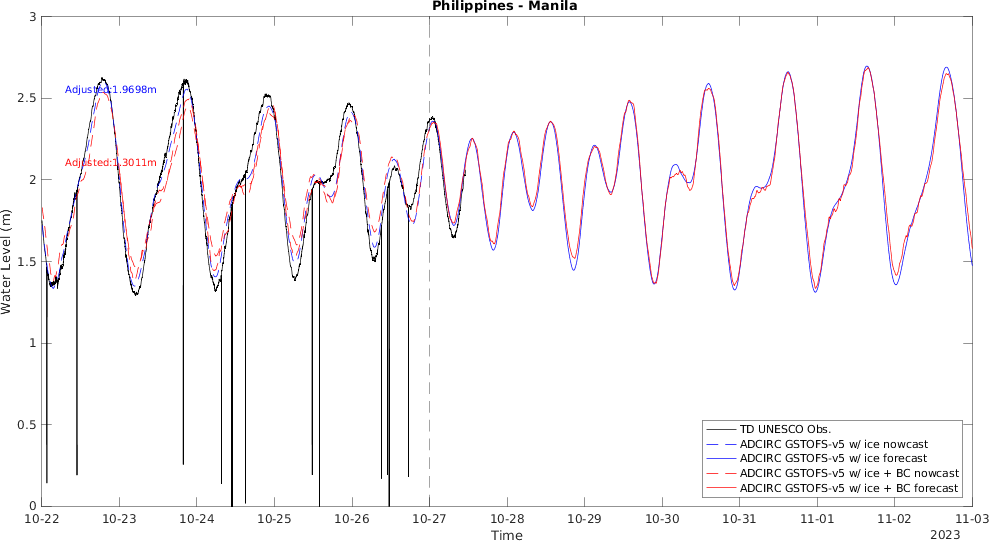 Philippines - Manila
3
2.5
2
1.5
1
0.5
0
Water Level (m)
Adjusted:1.9698m
Adjusted:1.3011m
TD UNESCO Obs.
ADCIRC GSTOFS-v5 w/ ice nowcast
ADCIRC GSTOFS-v5 w/ ice forecast
ADCIRC GSTOFS-v5 w/ ice + BC nowcast
ADCIRC GSTOFS-v5 w/ ice + BC forecast
10-22 10-23 10-24 10-25 10-26 10-27 10-28 10-29 10-30 10-31 11-01 11-02 11-03
Time
2023